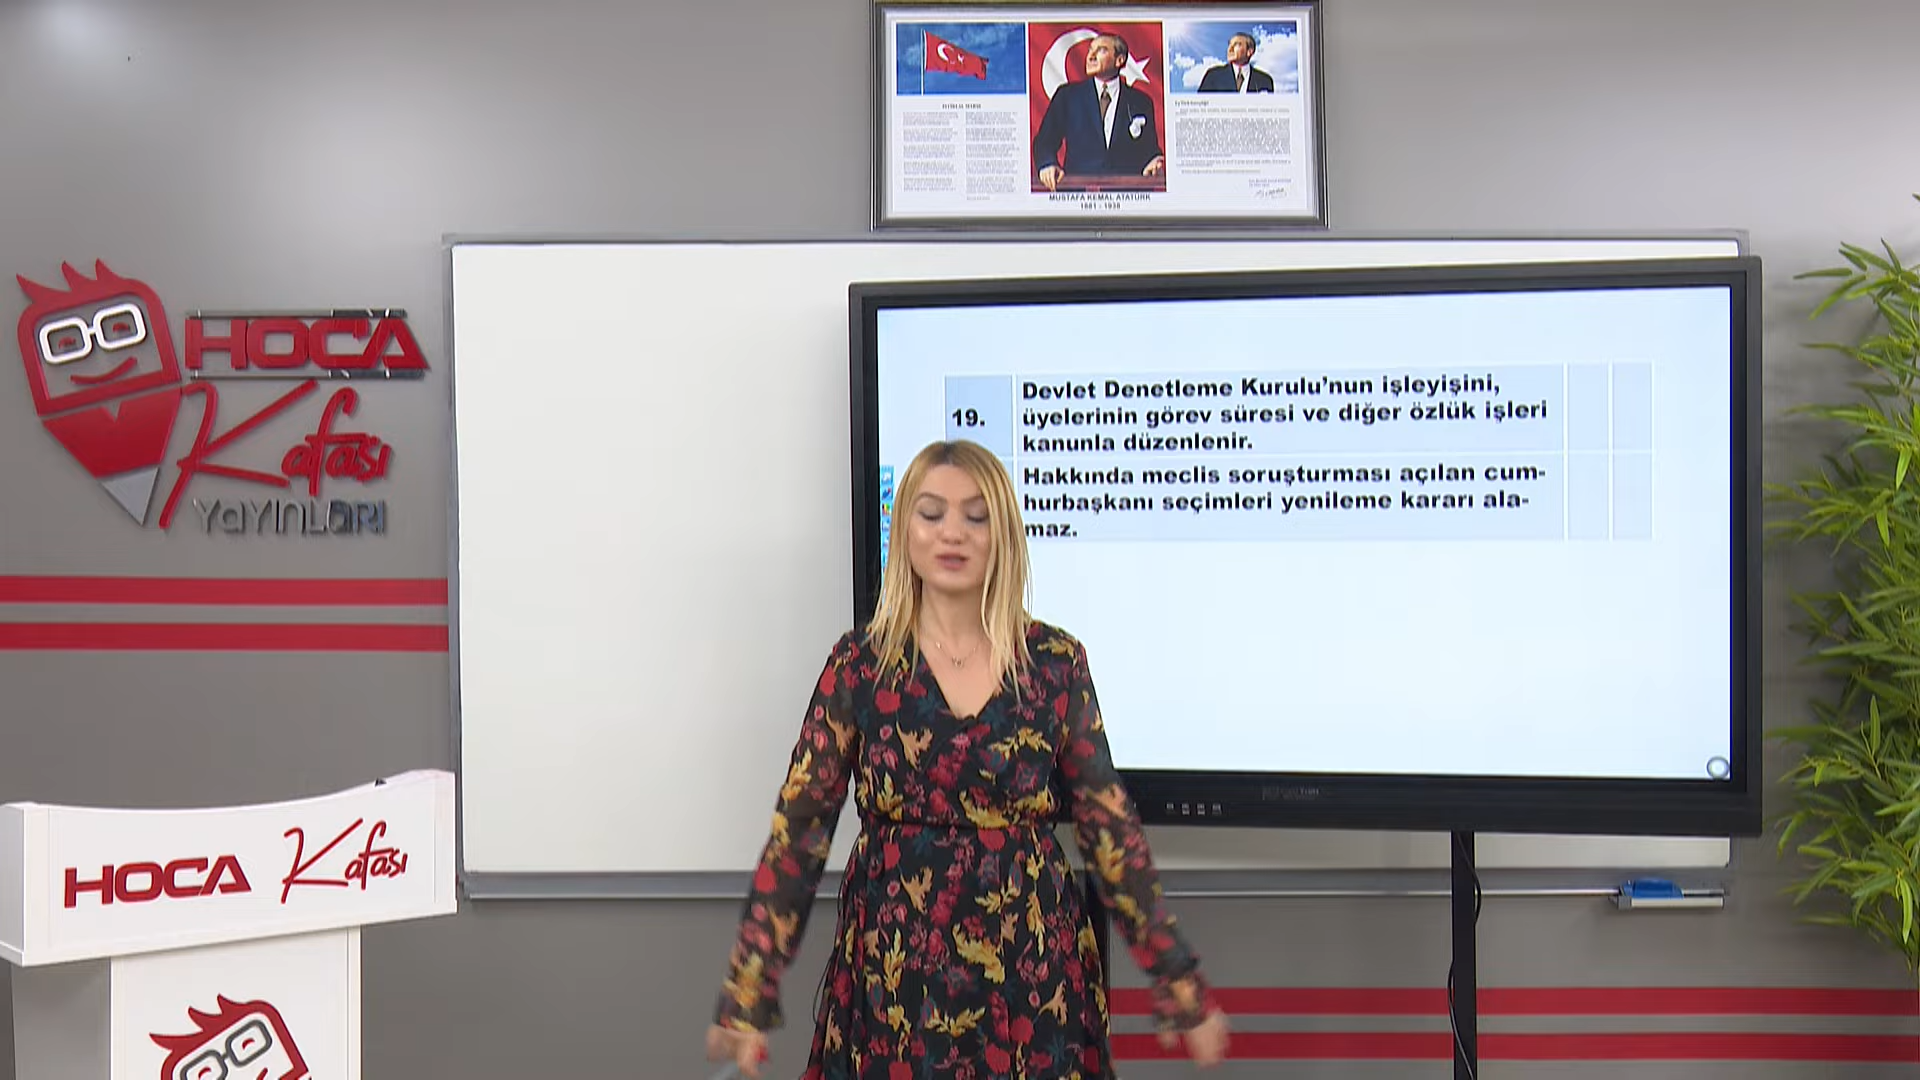 MUSTAFA KEMAL ATATÜRK
1881 - 1938
HOCA
Kafası
YAYINLARI
19.
Devlet Denetleme Kurulu'nun işleyişini,
üyelerinin görev süresi ve diğer özlük işleri
kanunla düzenlenir.
Hakkında meclis soruşturması açılan cum-
hurbaşkanı seçimleri yenileme kararı ala-
maz.
HOCA Kafası